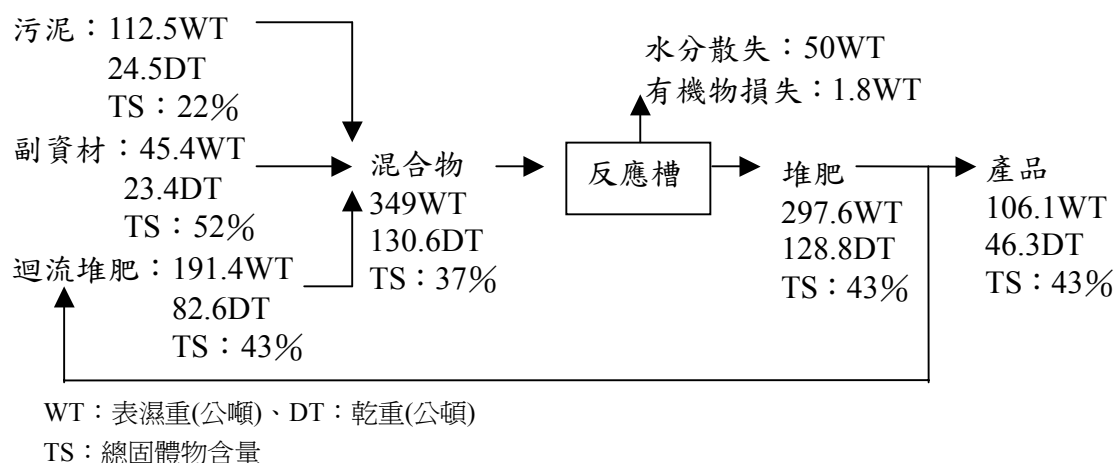 污泥：112.5WT
24.5DT
TS：22%
副資材：45.4WT
23.4DT
TS：52%
迴流堆肥：191.4WT
82.6DT
TS：43%
混合物
349WT
130.6DT
TS：37%
反應槽
水分散失：50WT
有機物損失：1.8WT
堆肥
297.6WT
128.8DT
TS：43%
產品
106.1WT
46.3DT
TS：43%
WT：表濕重(公噸)、DT：乾重(公頓)
TS：總固體物含量